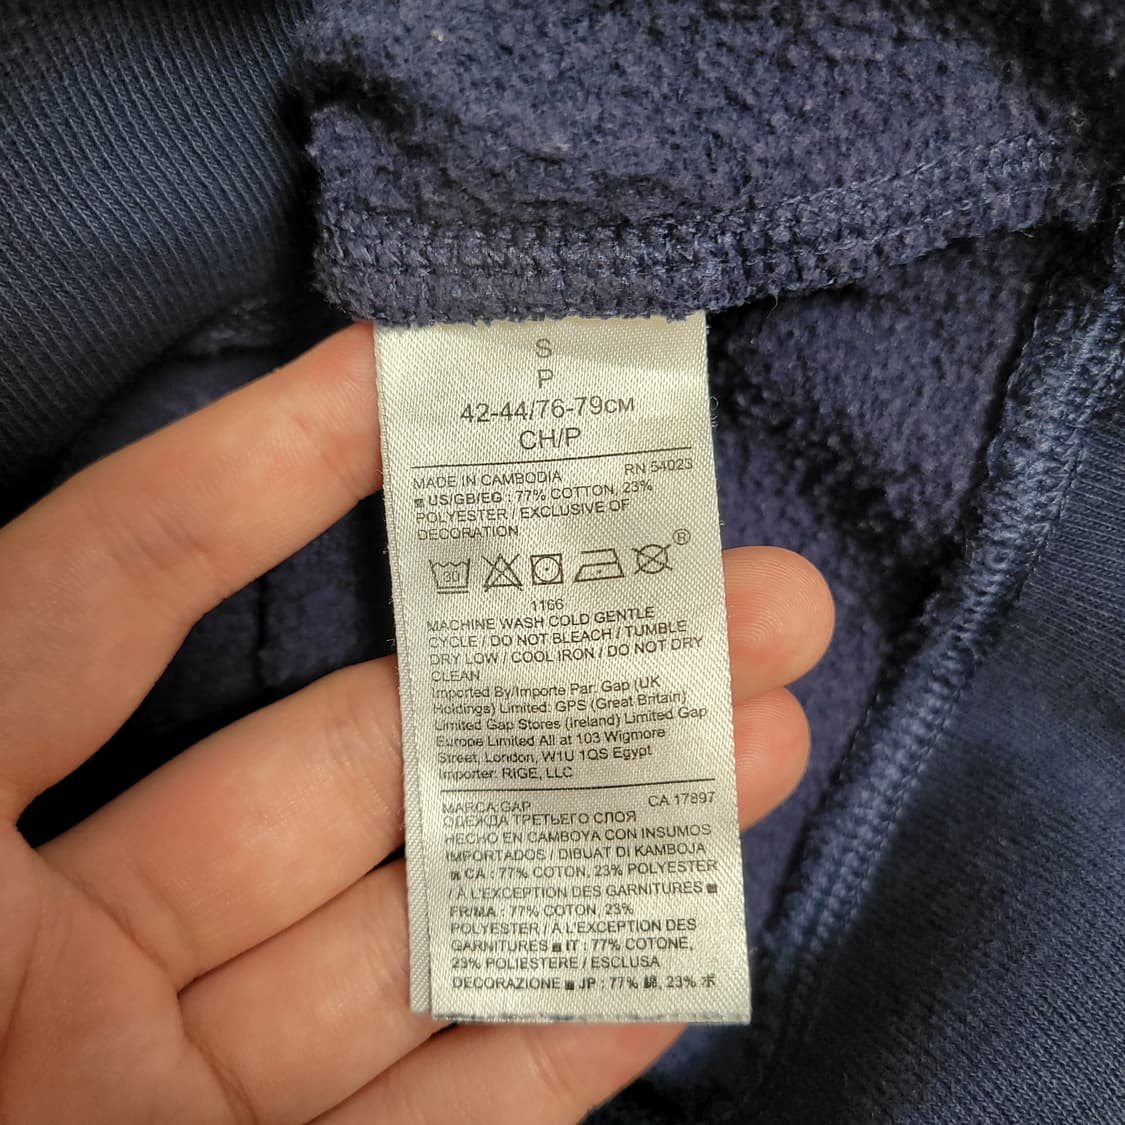 S
P
42-44/76-79CM
CH/P
MADE IN CAMBODIA RN 54023
■ US/GB/EG : 77% COTTON, 23%
POLYESTER / EXCLUSIVE OF
DECORATION
30 ®
1166
MACHINE WASH COLD GENTLE
CYCLE / DO NOT BLEACH / TUMBLE
DRY LOW / COOL IRON / DO NOT DRY
CLEAN
Imported By/Importe Par: Gap (UK
Holdings) Limited: GPS (Great Britain)
Limited Gap Stores (Ireland) Limited Gap
Europe Limited All at 103 Wigmore
Street, London, W1U 1QS Egypt
Importer: RIGE, LLC
MARCA:GAP CA 17897
ОДЕЖДА ТРЕТЬЕГО СЛОЯ
HECHO EN CAMBOYA CON INSUMOS
IMPORTADOS / DIBUAT DI KAMBOJA
■ CA : 77% COTON, 23% POLYESTER
/ À L'EXCEPTION DES GARNITURES ■
FR/MA : 77% COTON, 23%
POLYESTER / À L'EXCEPTION DES
GARNITURES ■ IT : 77% COTONE,
23% POLIESTERE / ESCLUSA
DECORAZIONE ■ JP : 77% 綿, 23% ポ